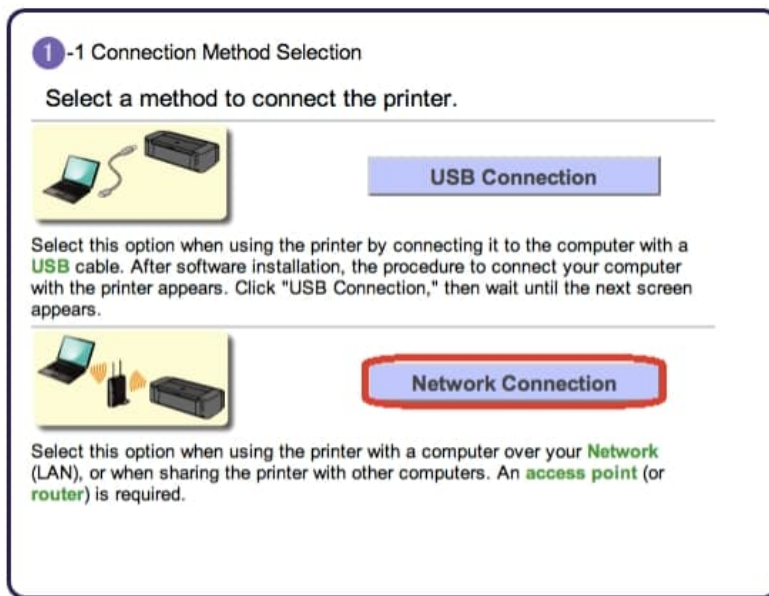 1-1 Connection Method Selection
Select a method to connect the printer.
USB Connection
Select this option when using the printer by connecting it to the computer with a
USB cable. After software installation, the procedure to connect your computer
with the printer appears. Click "USB Connection," then wait until the next screen
appears.
Network Connection
Select this option when using the printer with a computer over your Network
(LAN), or when sharing the printer with other computers. An access point (or
router) is required.